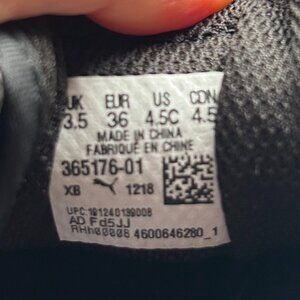 UK EUR US CDN
3.5 36 4.5C 4.5
MADE IN CHINA
FABRIQUÉ EN CHINE
365176-01
XB 1218
UPC:191240139008
AD Fd5JJ
RHh00008 4600646280_1